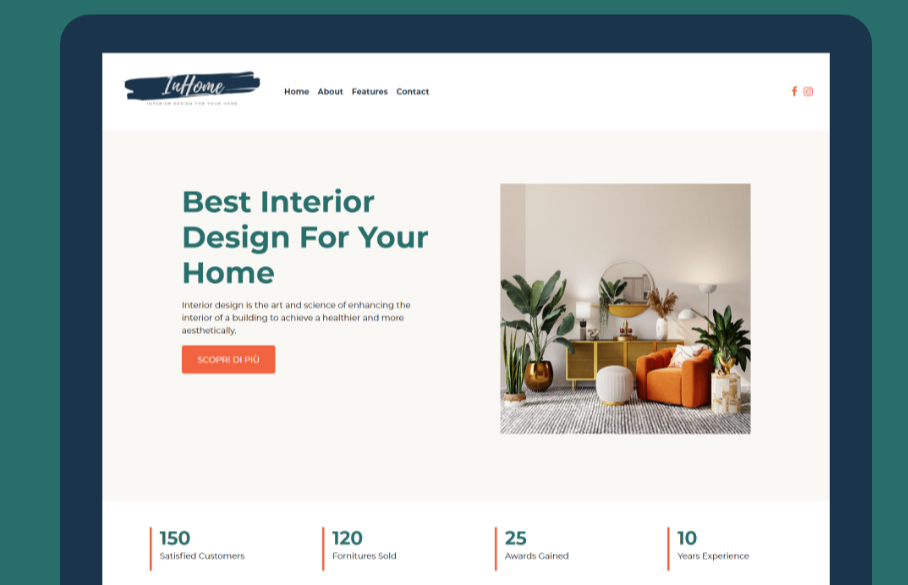 InHome
INTERIOR DESIGN FOR YOUR HOME
Home About Features Contact
Best Interior
Design For Your
Home
Interior design is the art and science of enhancing the
interior of a building to achieve a healthier and more
aesthetically.
SCOPRI DI PIÙ
150
Satisfied Customers
120
Fornitures Sold
25
Awards Gained
10
Years Experience